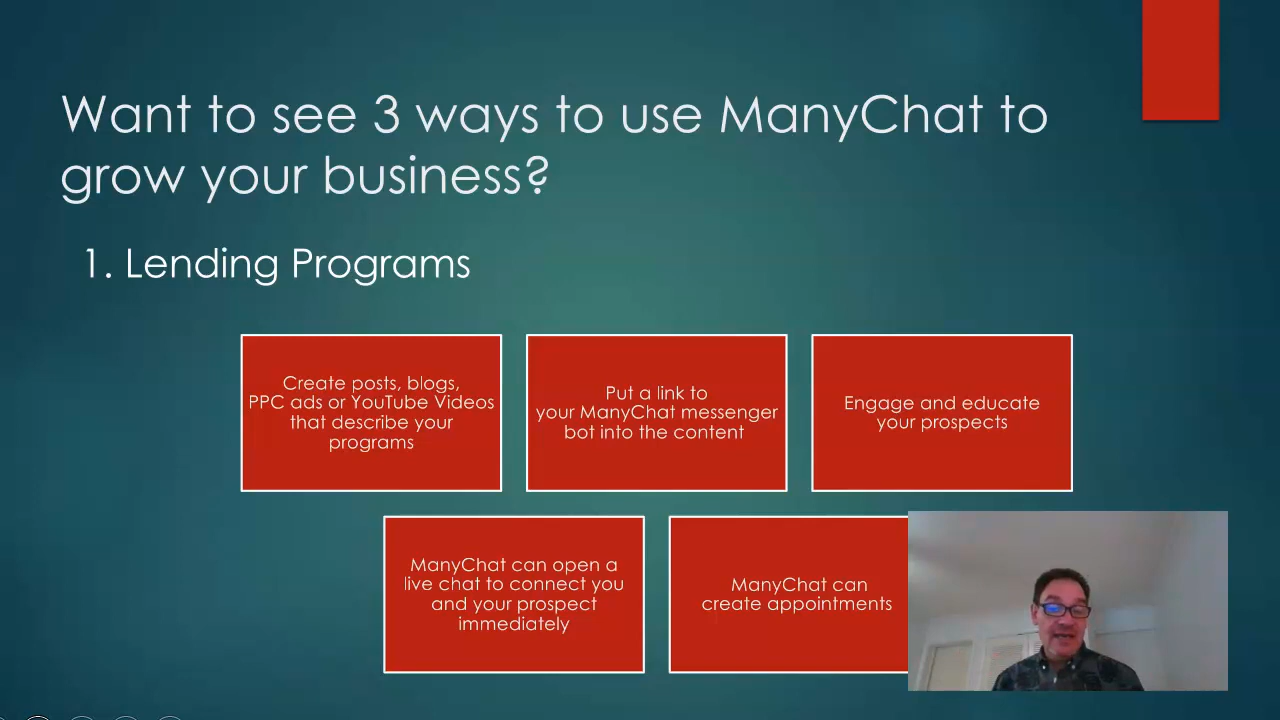 Want to see 3 ways to use ManyChat to
grow your business?
1. Lending Programs
Create posts, blogs,
PPC ads or YouTube Videos
that describe your
programs
Put a link to
your ManyChat messenger
bot into the content
Engage and educate
your prospects
ManyChat can open a
live chat to connect you
and your prospect
immediately
ManyChat can
create appointments